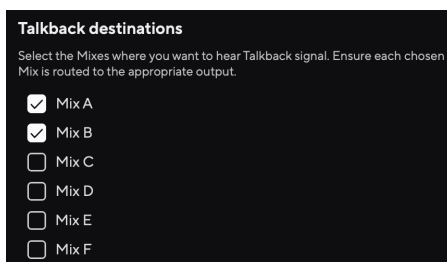 Talkback destinations
Select the Mixes where you want to hear Talkback signal. Ensure each chosen
Mix is routed to the appropriate output.
Mix A
Mix B
Mix C
Mix D
Mix E
Mix F